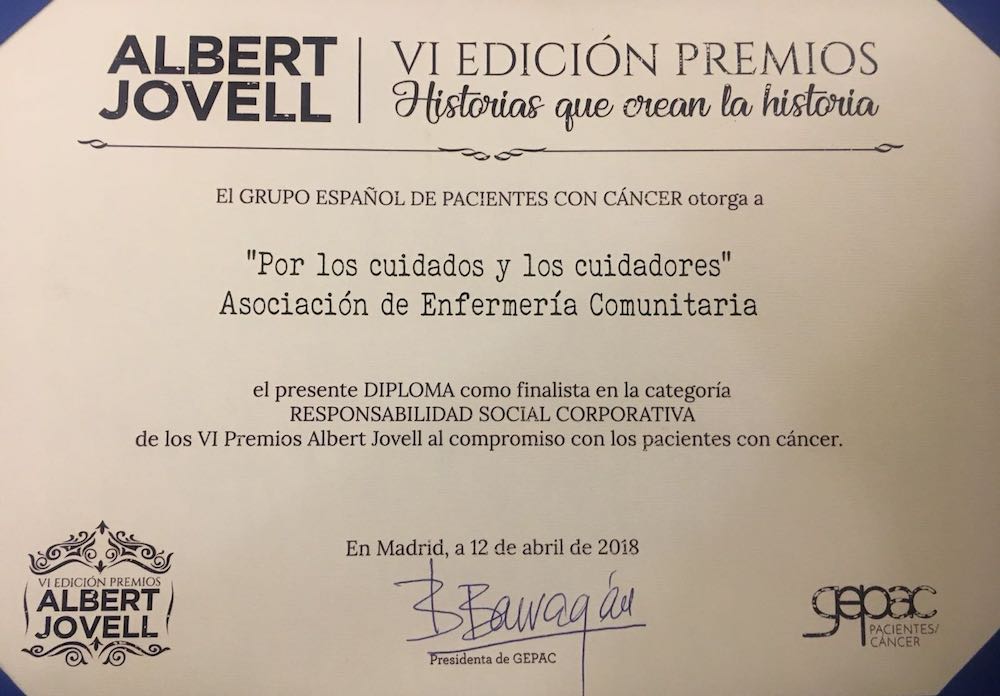 ALBERT
JOVELL
VI EDICIÓN PREMIOS
Historias que crean la historia
El GRUPO ESPAÑOL DE PACIENTES CON CÁNCER otorga a
"Por los cuidados y los cuidadores"
Asociación de Enfermería Comunitaria
el presente DIPLOMA como finalista en la categoría
RESPONSABILIDAD SOCIAL CORPORATIVA
de los VI Premios Albert Jovell al compromiso con los pacientes con cáncer.
En Madrid, a 12 de abril de 2018
B Barragán
Presidenta de GEPAC
VI EDICIÓN PREMIOS
ALBERT
JOVELL
gepac
PACIENTES/
CÁNCER